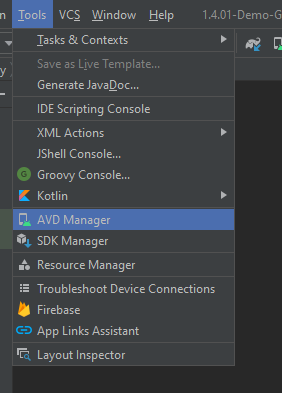 Tools VCS Window Help 1.4.01-Demo-G
Tasks & Contexts
Save as Live Template...
Generate JavaDoc...
IDE Scripting Console
XML Actions
JShell Console...
G Groovy Console...
Kotlin
AVD Manager
SDK Manager
Resource Manager
Troubleshoot Device Connections
Firebase
App Links Assistant
Layout Inspector